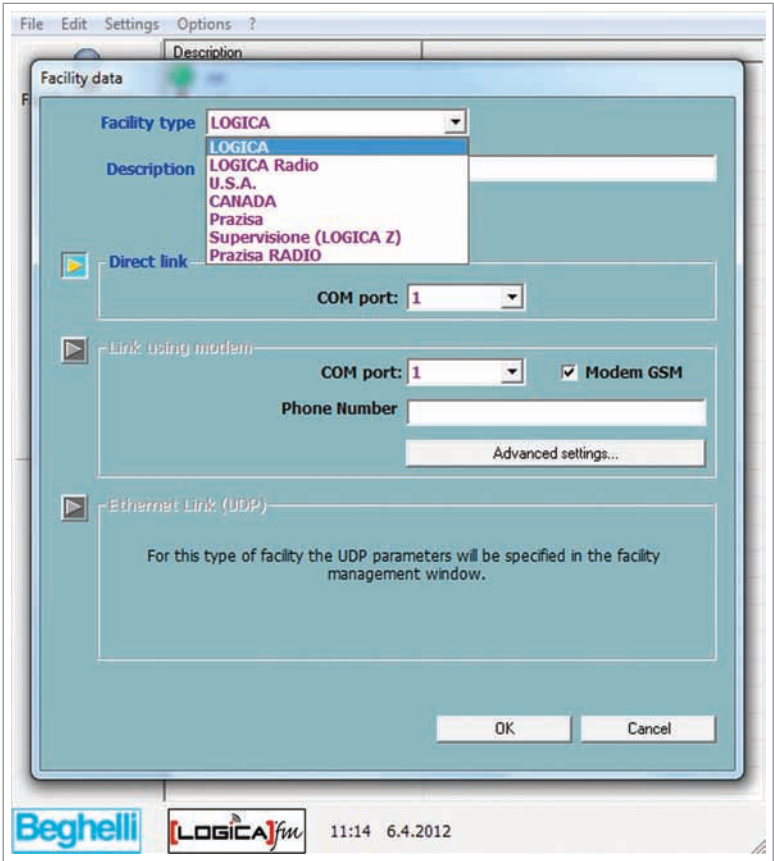 File Edit Settings Options ?
Description
Facility data
Facility type LOGICA
LOGICA
LOGICA Radio
U.S.A.
CANADA
Prazisa
Supervisione (LOGICA Z)
Prazisa RADIO
Description
Direct link
COM port: 1
Link using modem
COM port: 1 Modem GSM
Phone Number
Advanced settings...
Ethernet Link (UDP)
For this type of facility the UDP parameters will be specified in the facility
management window.
OK Cancel
Beghelli [LOGICA]fm 11:14 6.4.2012